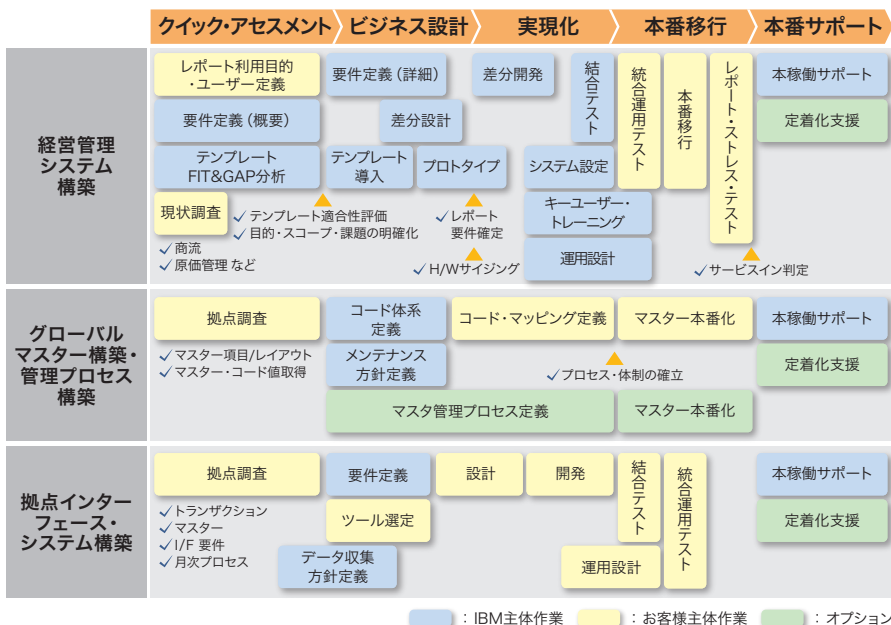 クイック・アセスメント
ビジネス設計
実現化
本番移行
本番サポート
経営管理
システム
構築
レポート利用目的
・ユーザー定義
要件定義（詳細）
差分開発
結合テスト
統合運用テスト
本番移行
レポート・ストレス・テスト
本稼働サポート
要件定義（概要）
差分設計
定着化支援
テンプレート
FIT&GAP分析
テンプレート
導入
プロトタイプ
システム設定
現状調査
✓テンプレート適合性評価
✓目的・スコープ・課題の明確化
✓レポート
要件確定
キーユーザー・
トレーニング
✓商流
✓原価管理 など
✓H/Wサイジング
運用設計
✓サービスイン判定
グローバル
マスター構築・
管理プロセス
構築
拠点調査
コード体系
定義
コード・マッピング定義
マスター本番化
本稼働サポート
✓マスター項目/レイアウト
✓マスター・コード値取得
メンテナンス
方針定義
✓プロセス・体制の確立
定着化支援
マスタ管理プロセス定義
マスター本番化
拠点インター
フェース・
システム構築
拠点調査
要件定義
設計
開発
結合テスト
統合運用テスト
本稼働サポート
✓トランザクション
✓マスター
✓I/F 要件
✓月次プロセス
ツール選定
定着化支援
データ収集
方針定義
運用設計
：IBM主体作業
：お客様主体作業
：オプション